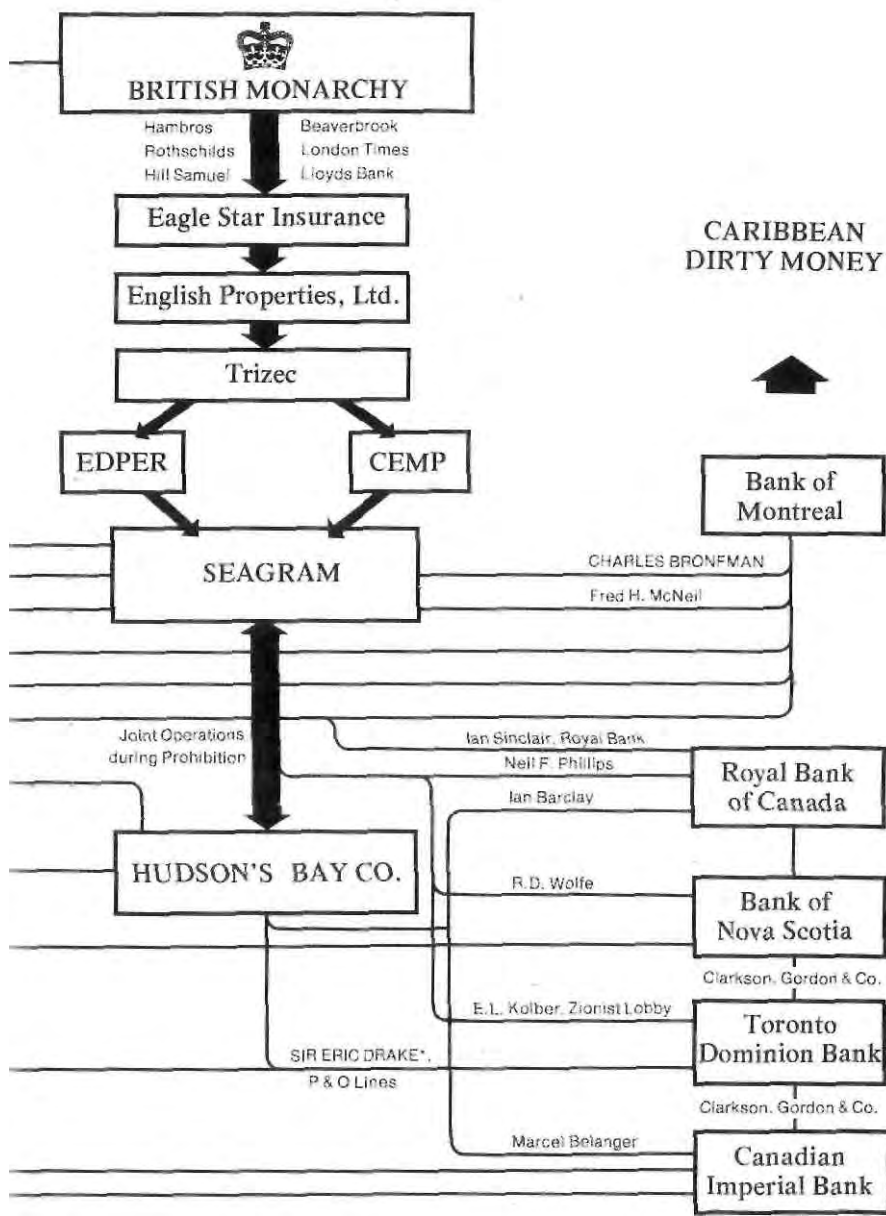 BRITISH MONARCHY
Hambros
Rothschilds
Hill Samuel
Beaverbrook
London Times
Lloyds Bank
Eagle Star Insurance
English Properties, Ltd.
Trizec
EDPER
CEMP
CARIBBEAN
DIRTY MONEY
Bank of
Montreal
SEAGRAM
CHARLES BRONFMAN
Fred H. McNeil
Joint Operations
during Prohibition
Ian Sinclair, Royal Bank
Neil F. Phillips
Ian Barclay
Royal Bank
of Canada
HUDSON'S BAY CO.
R.D. Wolfe
Bank of
Nova Scotia
Clarkson, Gordon & Co.
E.L. Kolber, Zionist Lobby
Toronto
Dominion Bank
SIR ERIC DRAKE*,
P & O Lines
Clarkson, Gordon & Co.
Marcel Belanger
Canadian
Imperial Bank